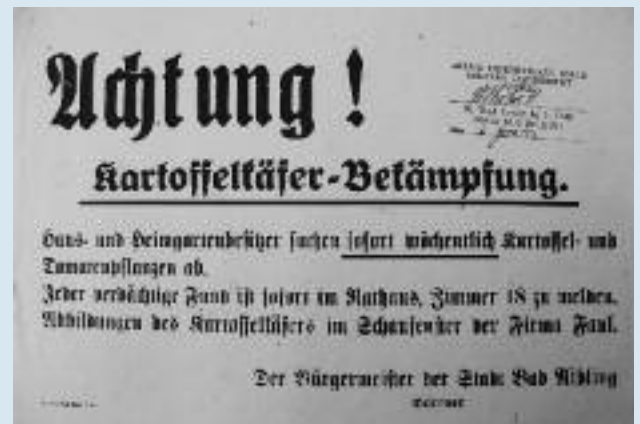 Achtung !
Kartoffelkäfer-Bekämpfung.
Haus- und Heimgartenbesitzer suchen sofort wöchentlich Kartoffel- und
Tomatenpflanzen ab.
Jeder verdächtige Fund ist sofort im Rathaus, Zimmer 18 zu melden.
Abbildungen des Kartoffelkäfers im Schaufenster der Firma Faul.
Der Bürgermeister der Stadt Bad Aibling